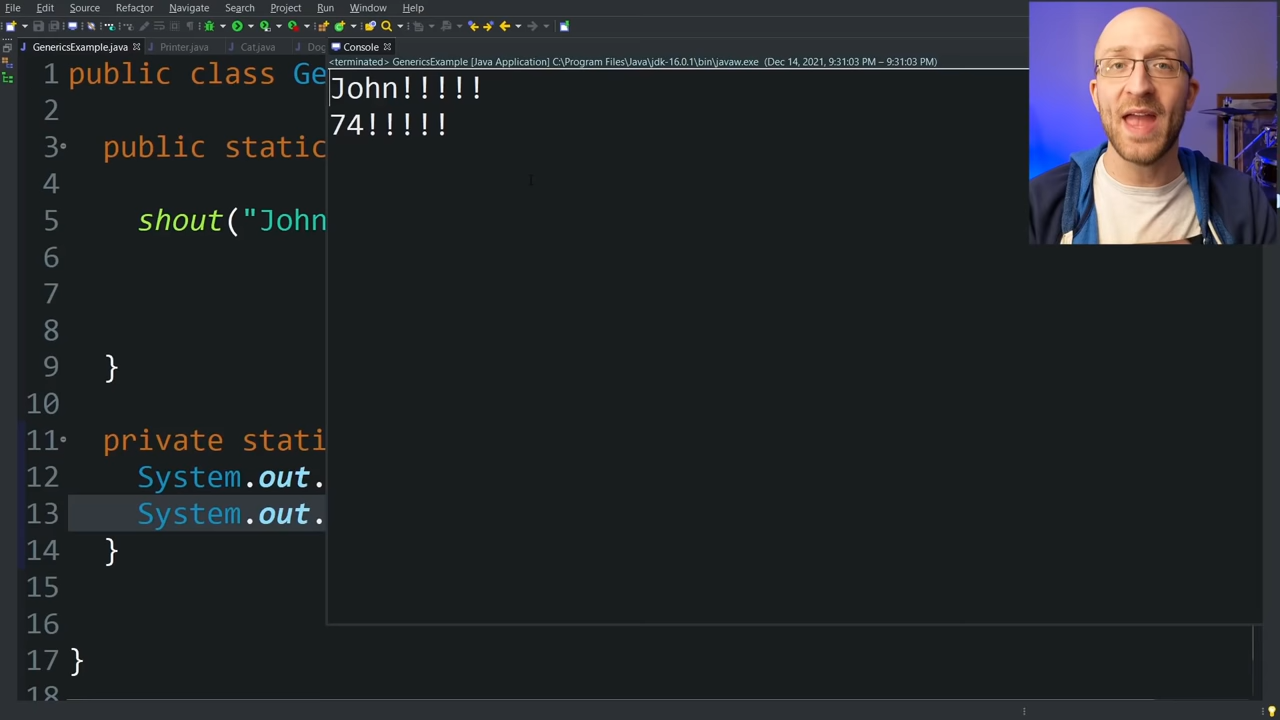 File Edit Source Refactor Navigate Search Project Run Window Help
GenericsExample.java Printer.java Cat.java
Console
<terminated> GenericsExample [Java Application] C:\Program Files\Java\jdk-16.0.1\bin\javaw.exe (Dec 14, 2021, 9:31:03 PM – 9:31:03 PM)
John!!!!!
74!!!!!
1 public class Ge
2
3 public static
4
5 shout("John
6
7
8
9 }
10
11 private stati
12 System.out.
13 System.out.
14 }
15
16
17 }
18